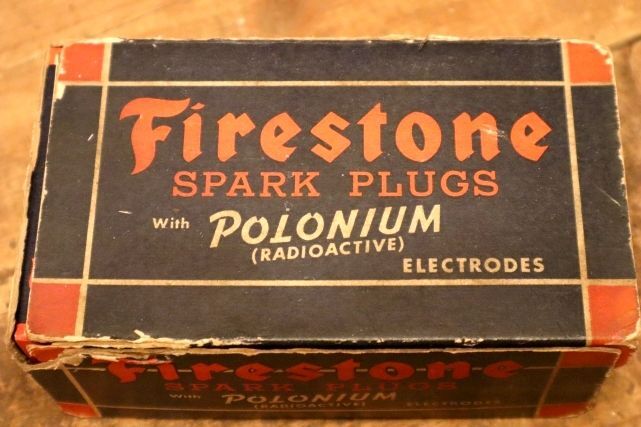 Firestone
SPARK PLUGS
With POLONIUM
(RADIOACTIVE)
ELECTRODES
Firestone
SPARK PLUGS
With POLONIUM
(RADIOACTIVE)
ELECTRODES